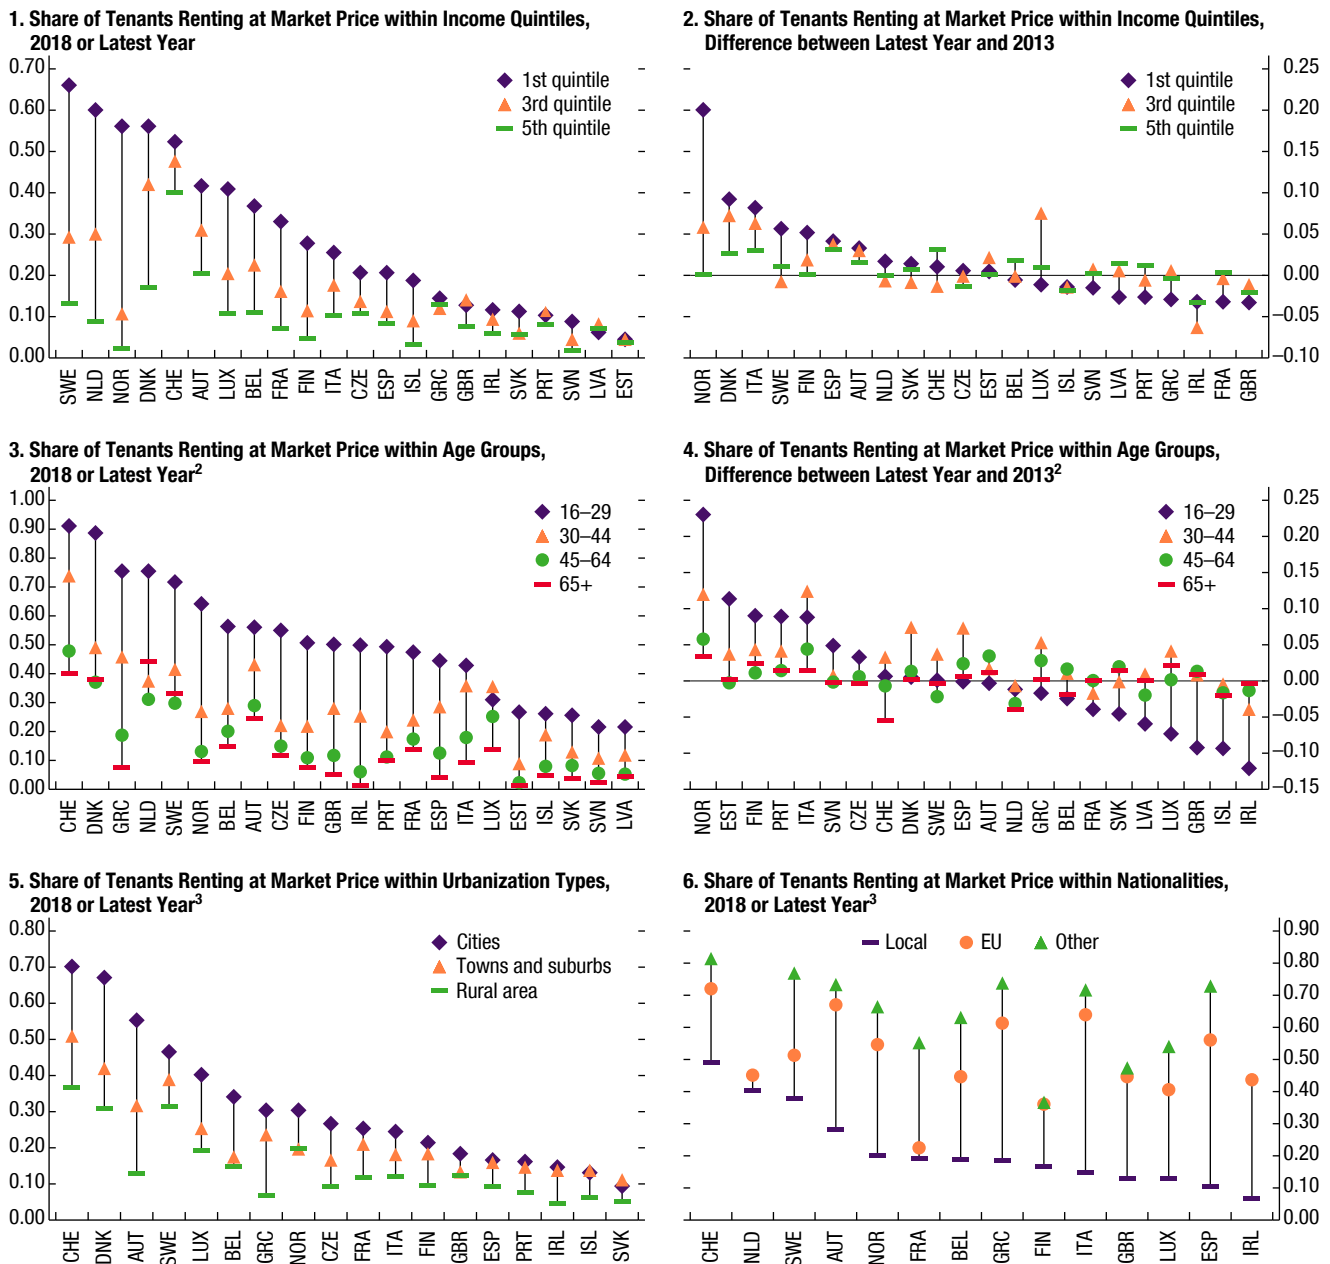 1. Share of Tenants Renting at Market Price within Income Quintiles,
2018 or Latest Year
0.70
0.60
0.50
0.40
0.30
0.20
0.10
0.00
1st quintile
3rd quintile
5th quintile
SWE NLD NOR DNK CHE AUT LUX BEL FRA FIN ITA CZE ESP ISL GRC GBR IRL SVK PRT SVN LVA EST
2. Share of Tenants Renting at Market Price within Income Quintiles,
Difference between Latest Year and 2013
1st quintile
3rd quintile
5th quintile
0.25
0.20
0.15
0.10
0.05
0.00
−0.05
−0.10
NOR DNK ITA SWE FIN ESP AUT NLD SVK CHE CZE EST BEL LUX ISL SVN LVA PRT GRC IRL FRA GBR
3. Share of Tenants Renting at Market Price within Age Groups,
2018 or Latest Year2
1.00
0.90
0.80
0.70
0.60
0.50
0.40
0.30
0.20
0.10
0.00
16–29
30–44
45–64
65+
CHE DNK GRC NLD SWE NOR BEL AUT CZE FIN GBR IRL PRT FRA ESP ITA LUX EST ISL SVK SVN LVA
4. Share of Tenants Renting at Market Price within Age Groups,
Difference between Latest Year and 20132
16–29
30–44
45–64
65+
0.25
0.20
0.15
0.10
0.05
0.00
−0.05
−0.10
−0.15
NOR EST FIN PRT ITA SVN CZE CHE DNK SWE ESP AUT NLD GRC BEL FRA SVK LVA LUX GBR ISL IRL
5. Share of Tenants Renting at Market Price within Urbanization Types,
2018 or Latest Year3
0.80
0.70
0.60
0.50
0.40
0.30
0.20
0.10
0.00
Cities
Towns and suburbs
Rural area
CHE DNK AUT SWE LUX BEL GRC NOR CZE FRA ITA FIN GBR ESP PRT IRL ISL SVK
6. Share of Tenants Renting at Market Price within Nationalities,
2018 or Latest Year3
Local EU Other
0.90
0.80
0.70
0.60
0.50
0.40
0.30
0.20
0.10
0.00
CHE NLD SWE AUT NOR FRA BEL GRC FIN ITA GBR LUX ESP IRL